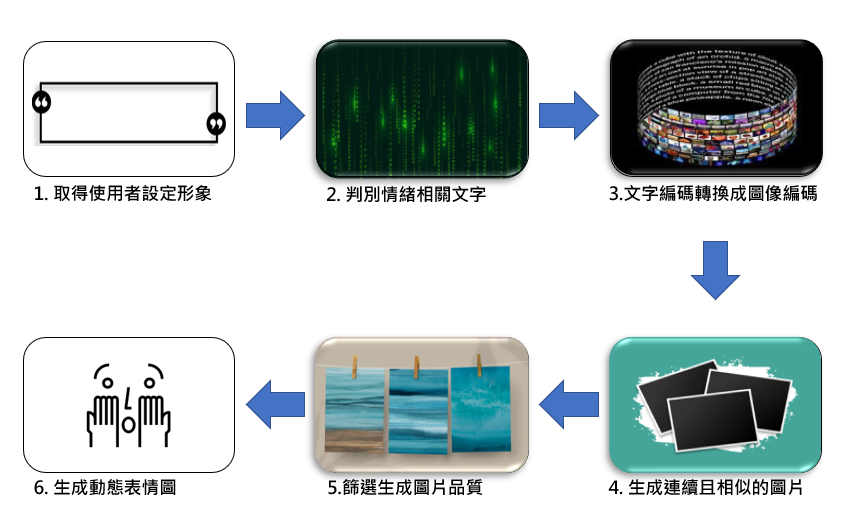 1. 取得使用者設定形象
2. 判別情緒相關文字
3.文字編碼轉換成圖像編碼
4. 生成連續且相似的圖片
5.篩選生成圖片品質
6. 生成動態表情圖